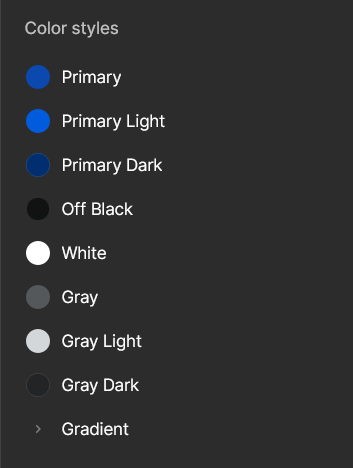 Color styles
Primary
Primary Light
Primary Dark
Off Black
White
Gray
Gray Light
Gray Dark
Gradient